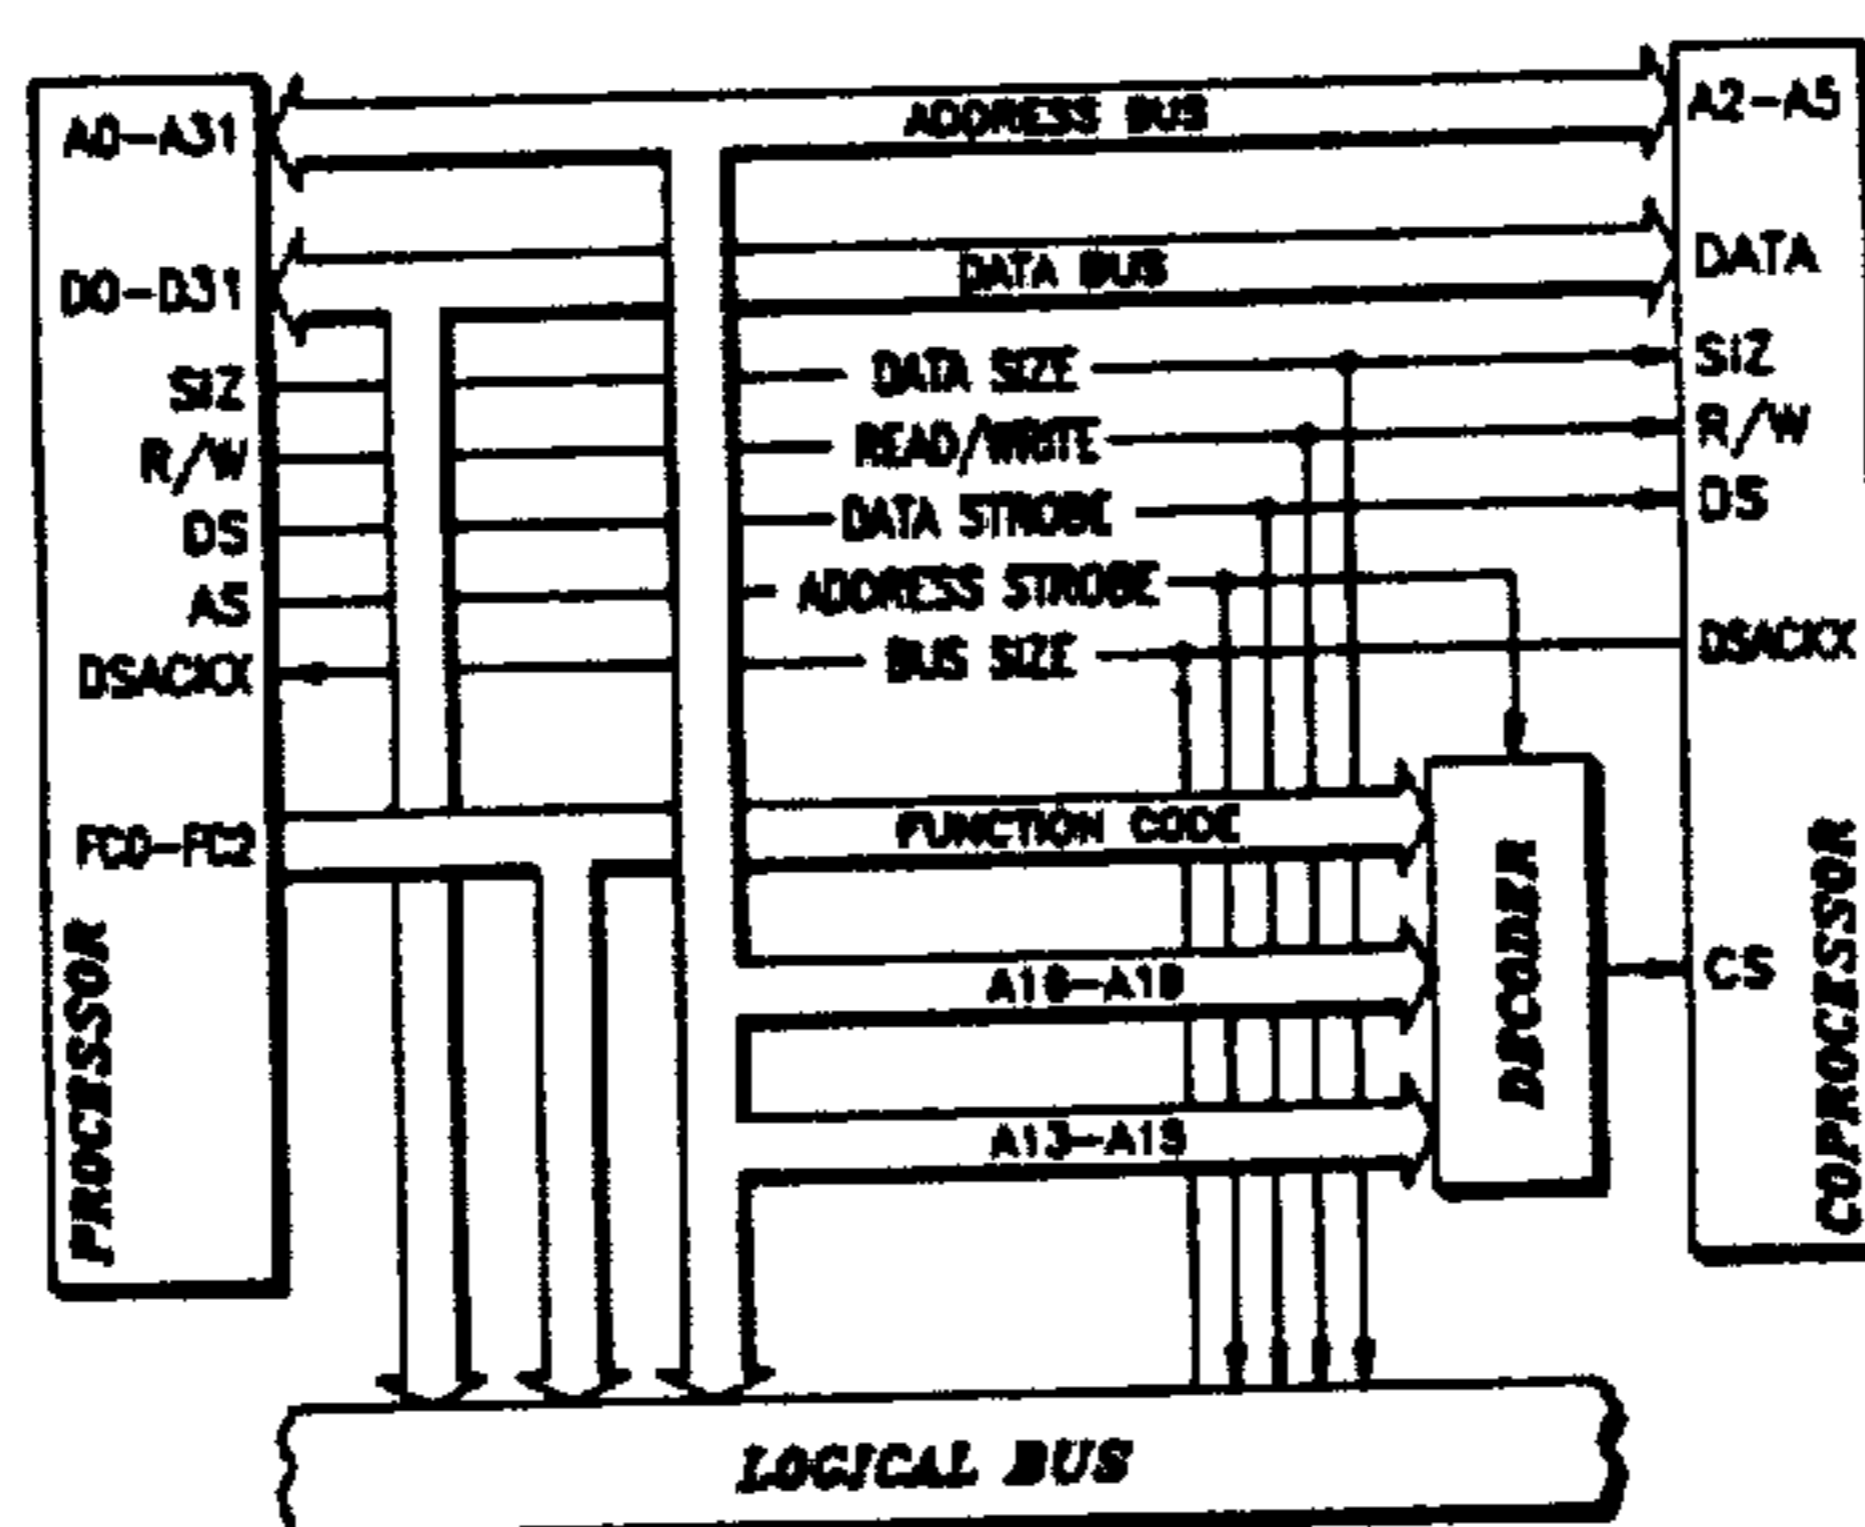 A0-A31
ADDRESS BUS
A2-A5
D0-D31
DATA BUS
DATA
SIZ
DATA SIZE
SIZ
R/W
READ/WRITE
R/W
DS
DATA STROBE
DS
AS
ADDRESS STROBE
DSACKX
BUS SIZE
DSACKX
FC0-FC2
FUNCTION CODE
A16-A19
CS
A13-A15
PROCESSOR
DECODER
COPROCESSOR
LOGICAL BUS